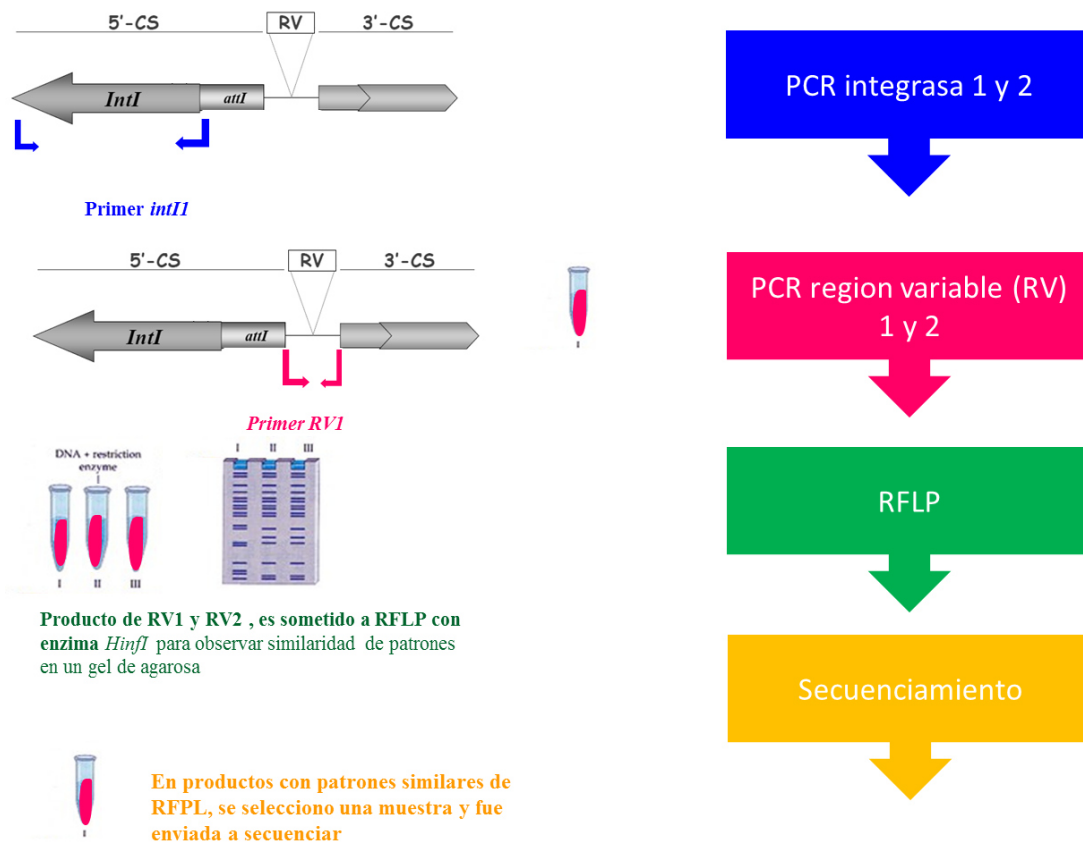 5'-CS RV 3'-CS
IntI attI
Primer intI1
PCR integrasa 1 y 2
5'-CS RV 3'-CS
IntI attI
Primer RV1
I
PCR region variable (RV)
1 y 2
DNA + restriction
enzyme
I II III
I II III
Producto de RV1 y RV2 , es sometido a RFLP con
enzima HinfI para observar similaridad de patrones
en un gel de agarosa
RFLP
Secuenciamiento
I
En productos con patrones similares de
RFPL, se selecciono una muestra y fue
enviada a secuenciar